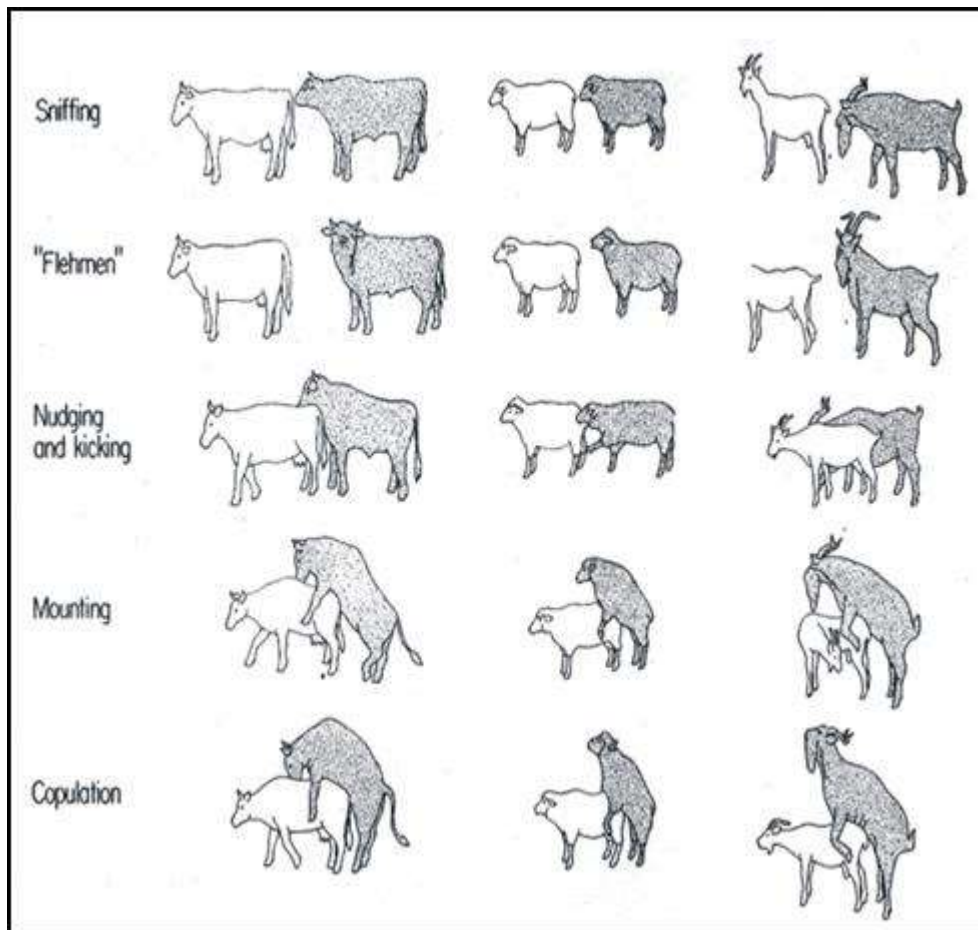 Sniffing
"Flehmen"
Nudging
and kicking
Mounting
Copulation